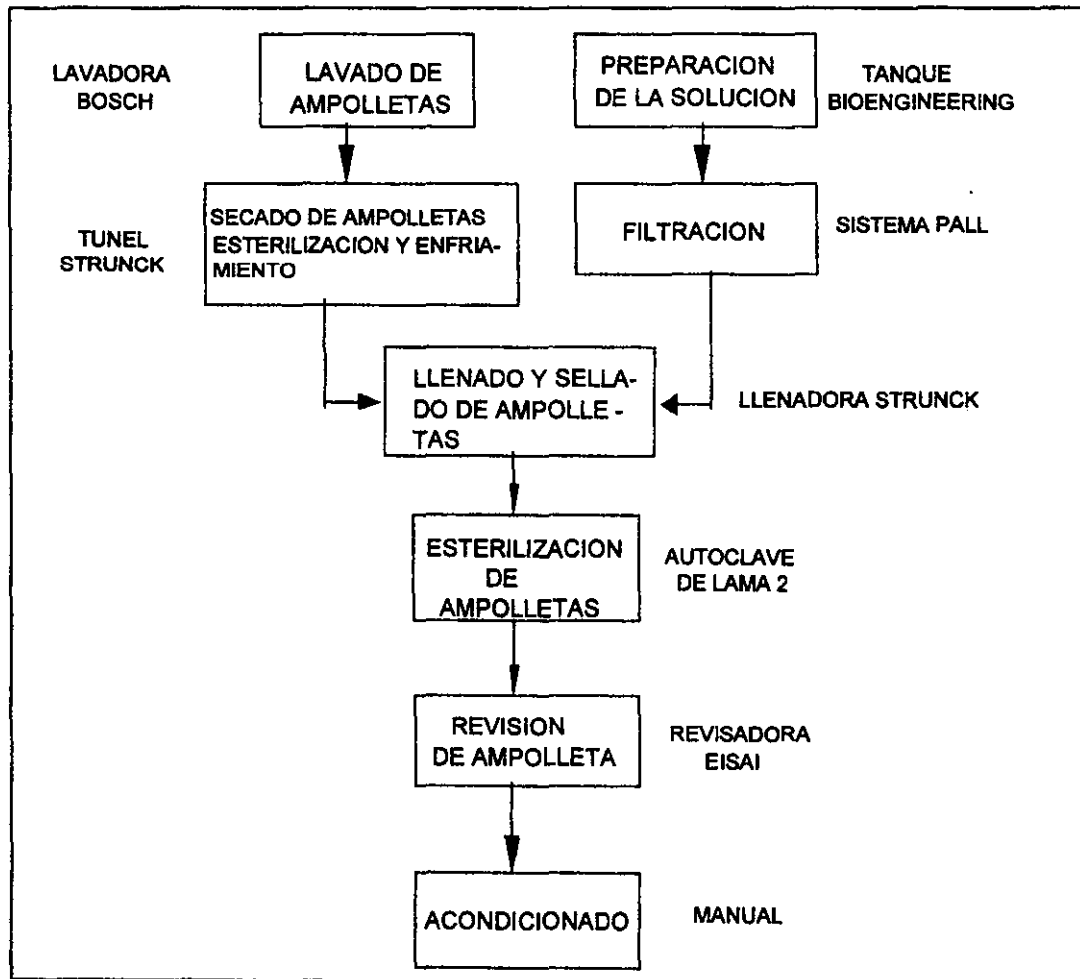 LAVADORA
BOSCH
LAVADO DE
AMPOLLETAS
PREPARACION
DE LA SOLUCION
TANQUE
BIOENGINEERING
TUNEL
STRUNCK
SECADO DE AMPOLLETAS
ESTERILIZACION Y ENFRIA-
MIENTO
FILTRACION
SISTEMA PALL
LLENADO Y SELLA-
DO DE AMPOLLE -
TAS
LLENADORA STRUNCK
ESTERILIZACION
DE
AMPOLLETAS
AUTOCLAVE
DE LAMA 2
REVISION
DE AMPOLLETA
REVISADORA
EISAI
ACONDICIONADO
MANUAL